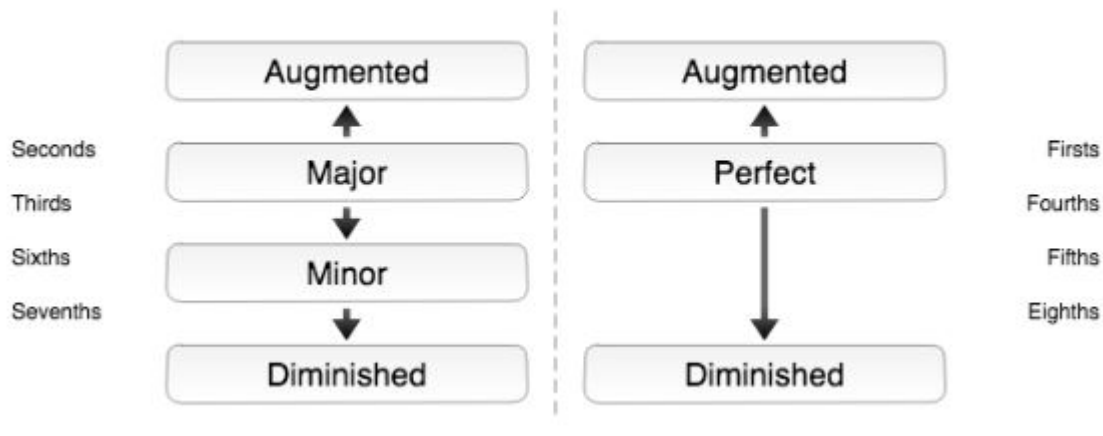 Augmented
Major
Minor
Diminished
Seconds
Thirds
Sixths
Sevenths
Augmented
Perfect
Diminished
Firsts
Fourths
Fifths
Eighths